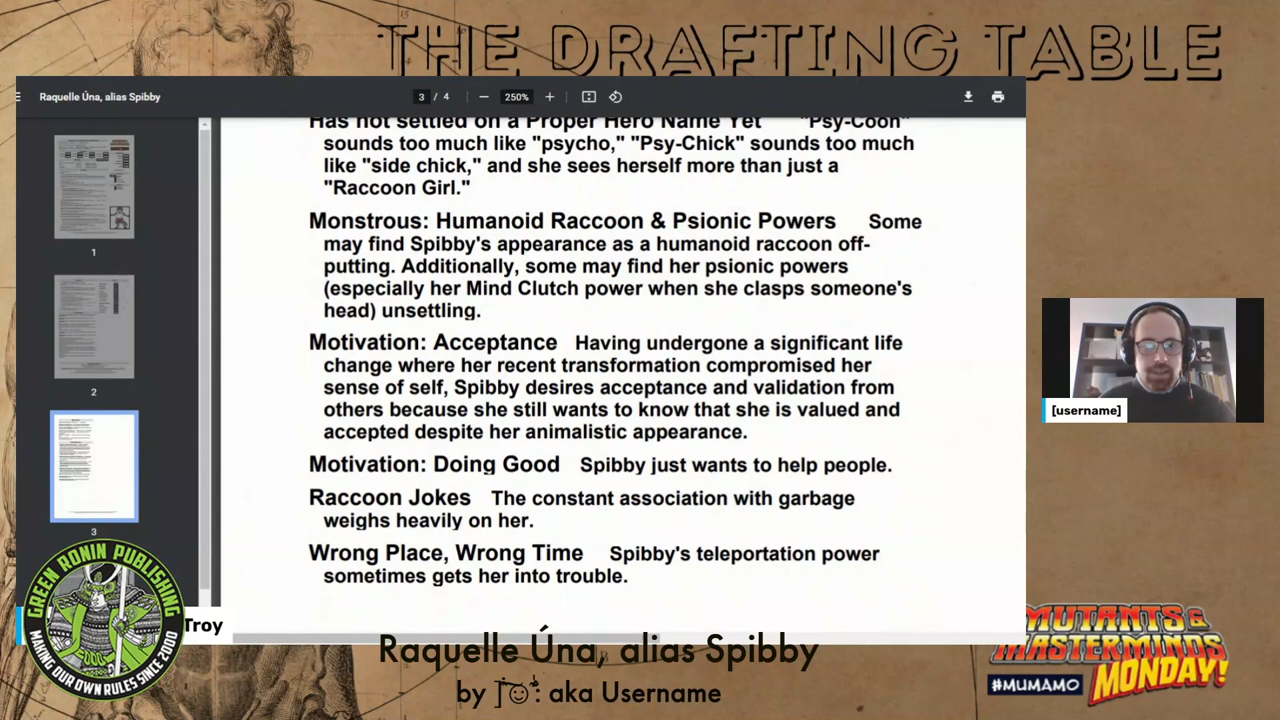 THE DRAFTING TABLE
Raquelle Úna, alias Spibby
3 / 4
250%
Has not settled on a Proper Hero Name Yet "Psy-Coon"
sounds too much like "psycho," "Psy-Chick" sounds too much
like "side chick," and she sees herself more than just a
"Raccoon Girl."
Monstrous: Humanoid Raccoon & Psionic Powers Some
may find Spibby's appearance as a humanoid raccoon off-
putting. Additionally, some may find her psionic powers
(especially her Mind Clutch power when she clasps someone's
head) unsettling.
Motivation: Acceptance Having undergone a significant life
change where her recent transformation compromised her
sense of self, Spibby desires acceptance and validation from
others because she still wants to know that she is valued and
accepted despite her animalistic appearance.
Motivation: Doing Good Spibby just wants to help people.
Raccoon Jokes The constant association with garbage
weighs heavily on her.
Wrong Place, Wrong Time Spibby's teleportation power
sometimes gets her into trouble.
1
2
3
[username]
GREEN RONIN PUBLISHING
MAKING OUR OWN RULES SINCE 2000
Troy
Raquelle Úna, alias Spibby
by aka Username
MUTANTS &
MASTERMINDS
MONDAY!
#MUMAMO